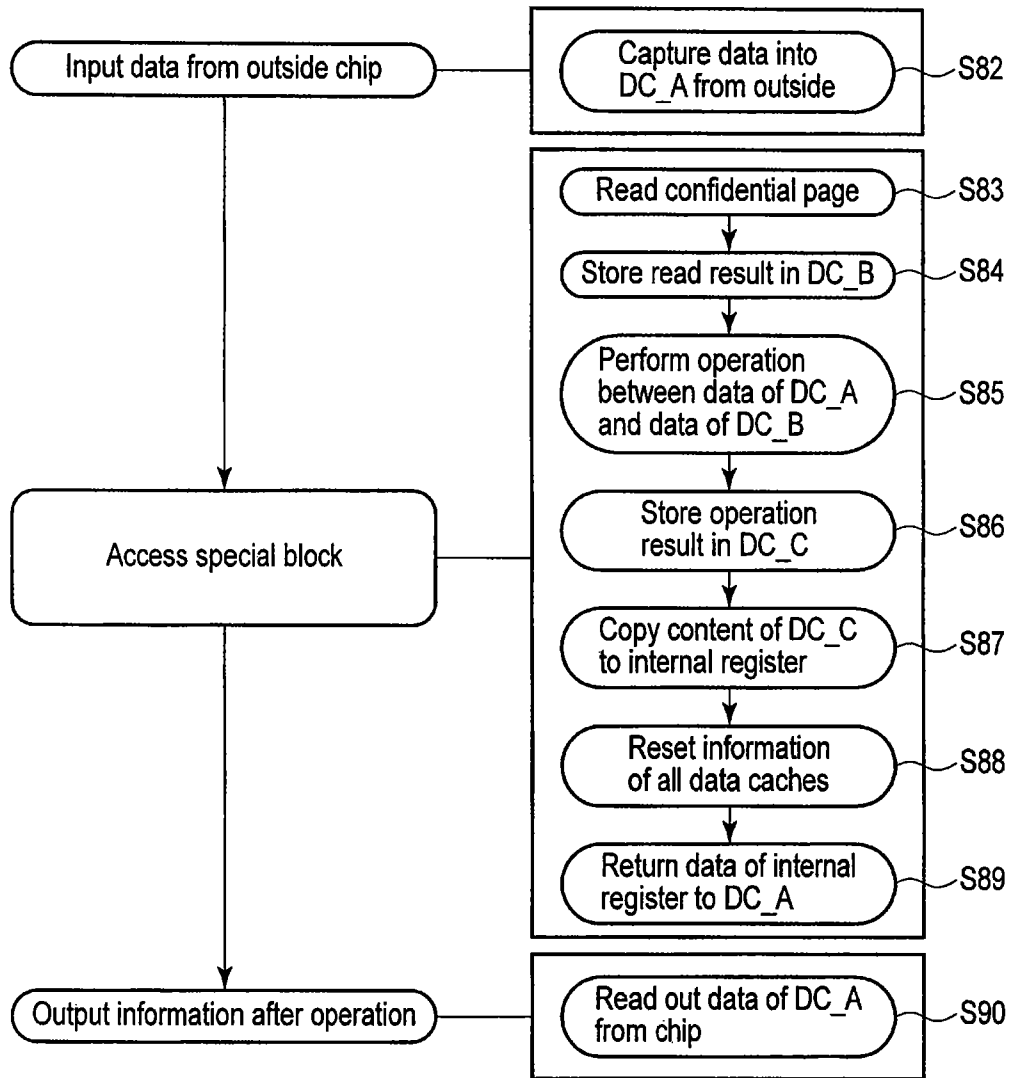 Input data from outside chip
Capture data into
DC_A from outside
S82
Read confidential page
S83
Store read result in DC_B
S84
Perform operation
between data of DC_A
and data of DC_B
S85
Access special block
Store operation
result in DC_C
S86
Copy content of DC_C
to internal register
S87
Reset information
of all data caches
S88
Return data of internal
register to DC_A
S89
Output information after operation
Read out data of DC_A
from chip
S90